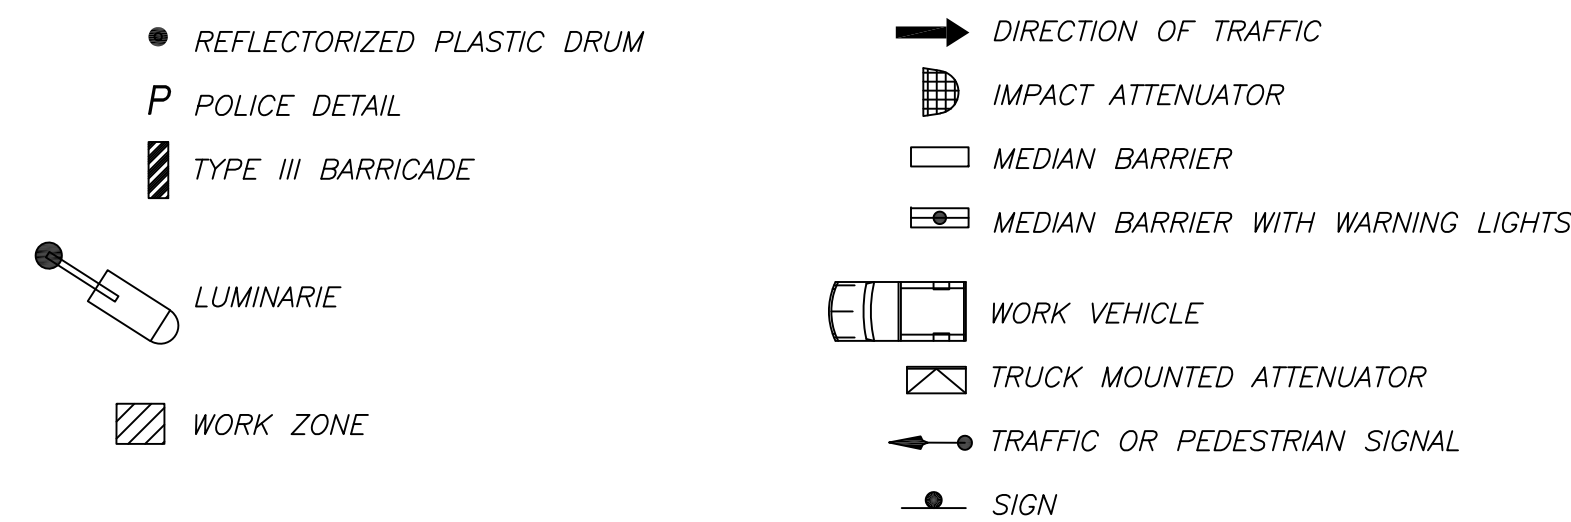 REFLECTORIZED PLASTIC DRUM
P POLICE DETAIL
TYPE III BARRICADE
LUMINARIE
WORK ZONE
DIRECTION OF TRAFFIC
IMPACT ATTENUATOR
MEDIAN BARRIER
MEDIAN BARRIER WITH WARNING LIGHTS
WORK VEHICLE
TRUCK MOUNTED ATTENUATOR
TRAFFIC OR PEDESTRIAN SIGNAL
SIGN